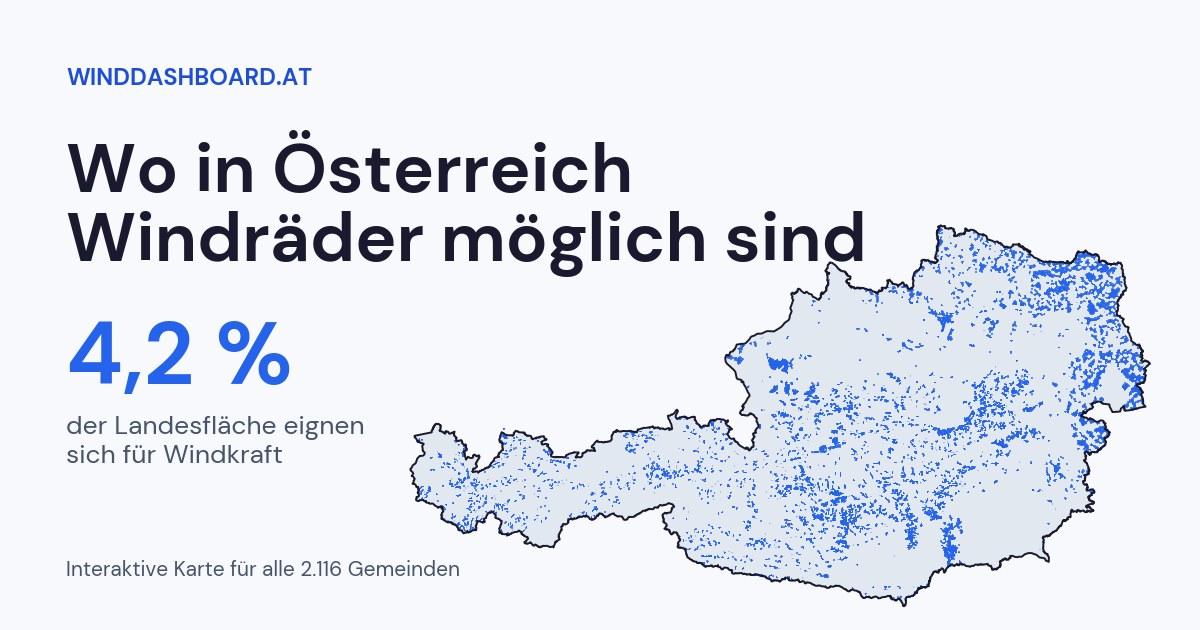 WINDDASHBOARD.AT
Wo in Österreich
Windräder möglich sind
4,2 %
der Landesfläche eignen
sich für Windkraft
Interaktive Karte für alle 2.116 Gemeinden